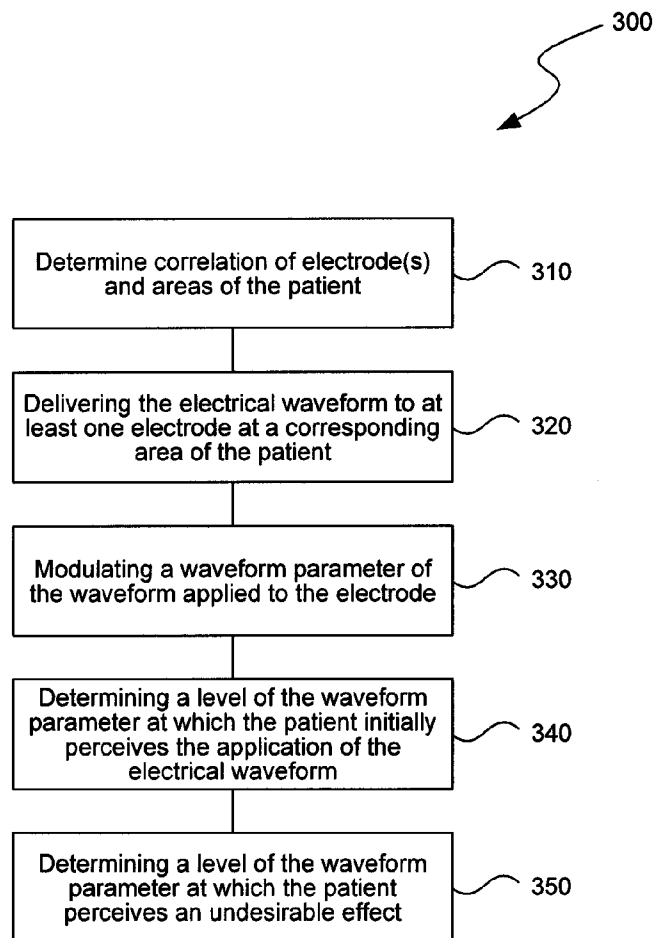 300
Determine correlation of electrode(s)
and areas of the patient
310
Delivering the electrical waveform to at
least one electrode at a corresponding
area of the patient
320
Modulating a waveform parameter of
the waveform applied to the electrode
330
Determining a level of the waveform
parameter at which the patient initially
perceives the application of the
electrical waveform
340
Determining a level of the waveform
parameter at which the patient
perceives an undesirable effect
350